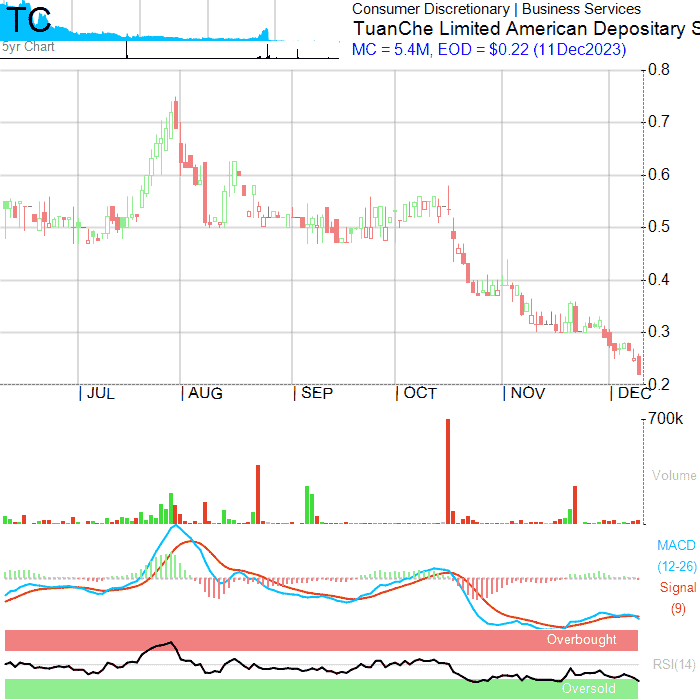 TC
5yr Chart
Consumer Discretionary | Business Services
TuanChe Limited American Depositary S
MC = 5.4M, EOD = $0.22 (11Dec2023)
0.8
0.7
0.6
0.5
0.4
0.3
0.2
| JUL | AUG | SEP | OCT | NOV | DEC
700k
Volume
MACD
(12-26)
Signal
(9)
Overbought
RSI(14)
Oversold